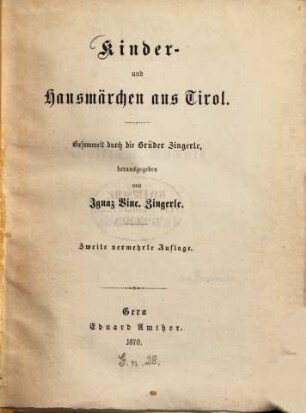 Kinder-
und
Hausmärchen aus Tirol.
Gesammelt durch die Brüder Zingerle,
herausgegeben
von
Ignaz Vinc. Zingerle.
Zweite vermehrte Auflage.
Gera
Eduard Amthor.
1870.
G. n. 28.